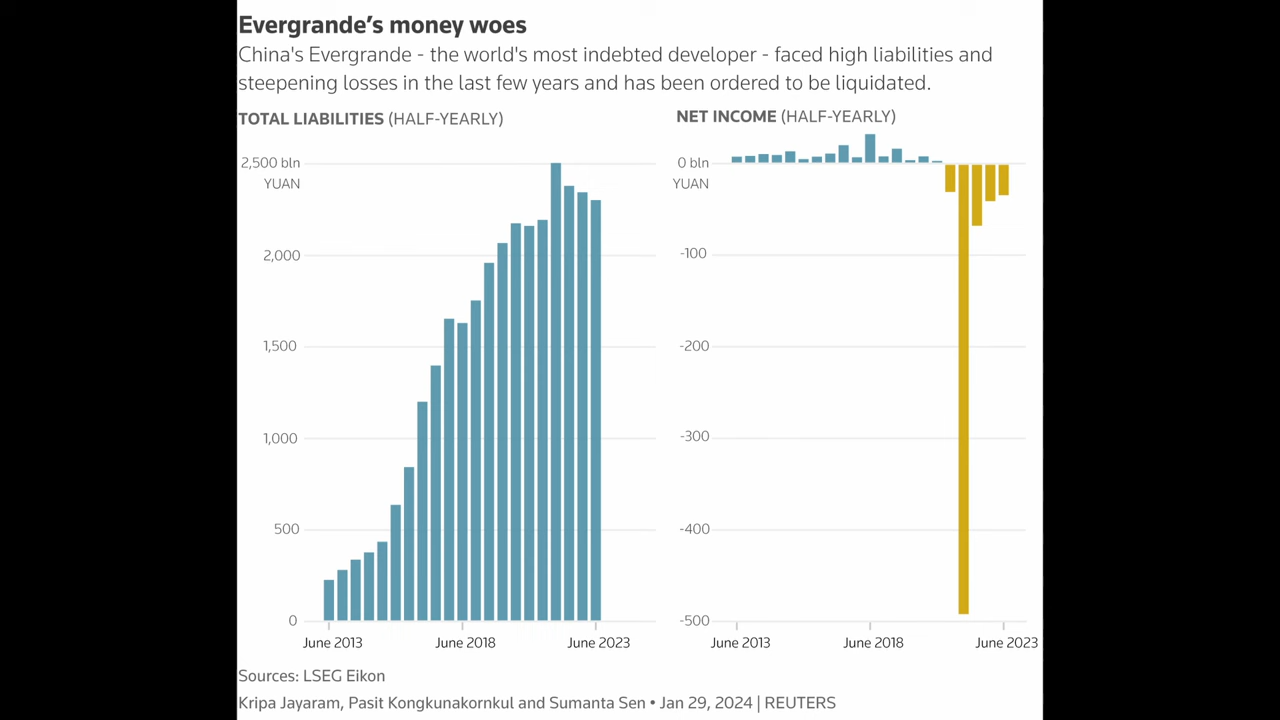 Evergrande's money woes
China's Evergrande - the world's most indebted developer - faced high liabilities and
steepening losses in the last few years and has been ordered to be liquidated.
TOTAL LIABILITIES (HALF-YEARLY)
2,500 bln
YUAN
2,000
1,500
1,000
500
0
June 2013
June 2018
June 2023
NET INCOME (HALF-YEARLY)
0 bln
YUAN
-100
-200
-300
-400
-500
June 2013
June 2018
June 2023
Sources: LSEG Eikon
Kripa Jayaram, Pasit Kongkunakornkul and Sumanta Sen • Jan 29, 2024 | REUTERS